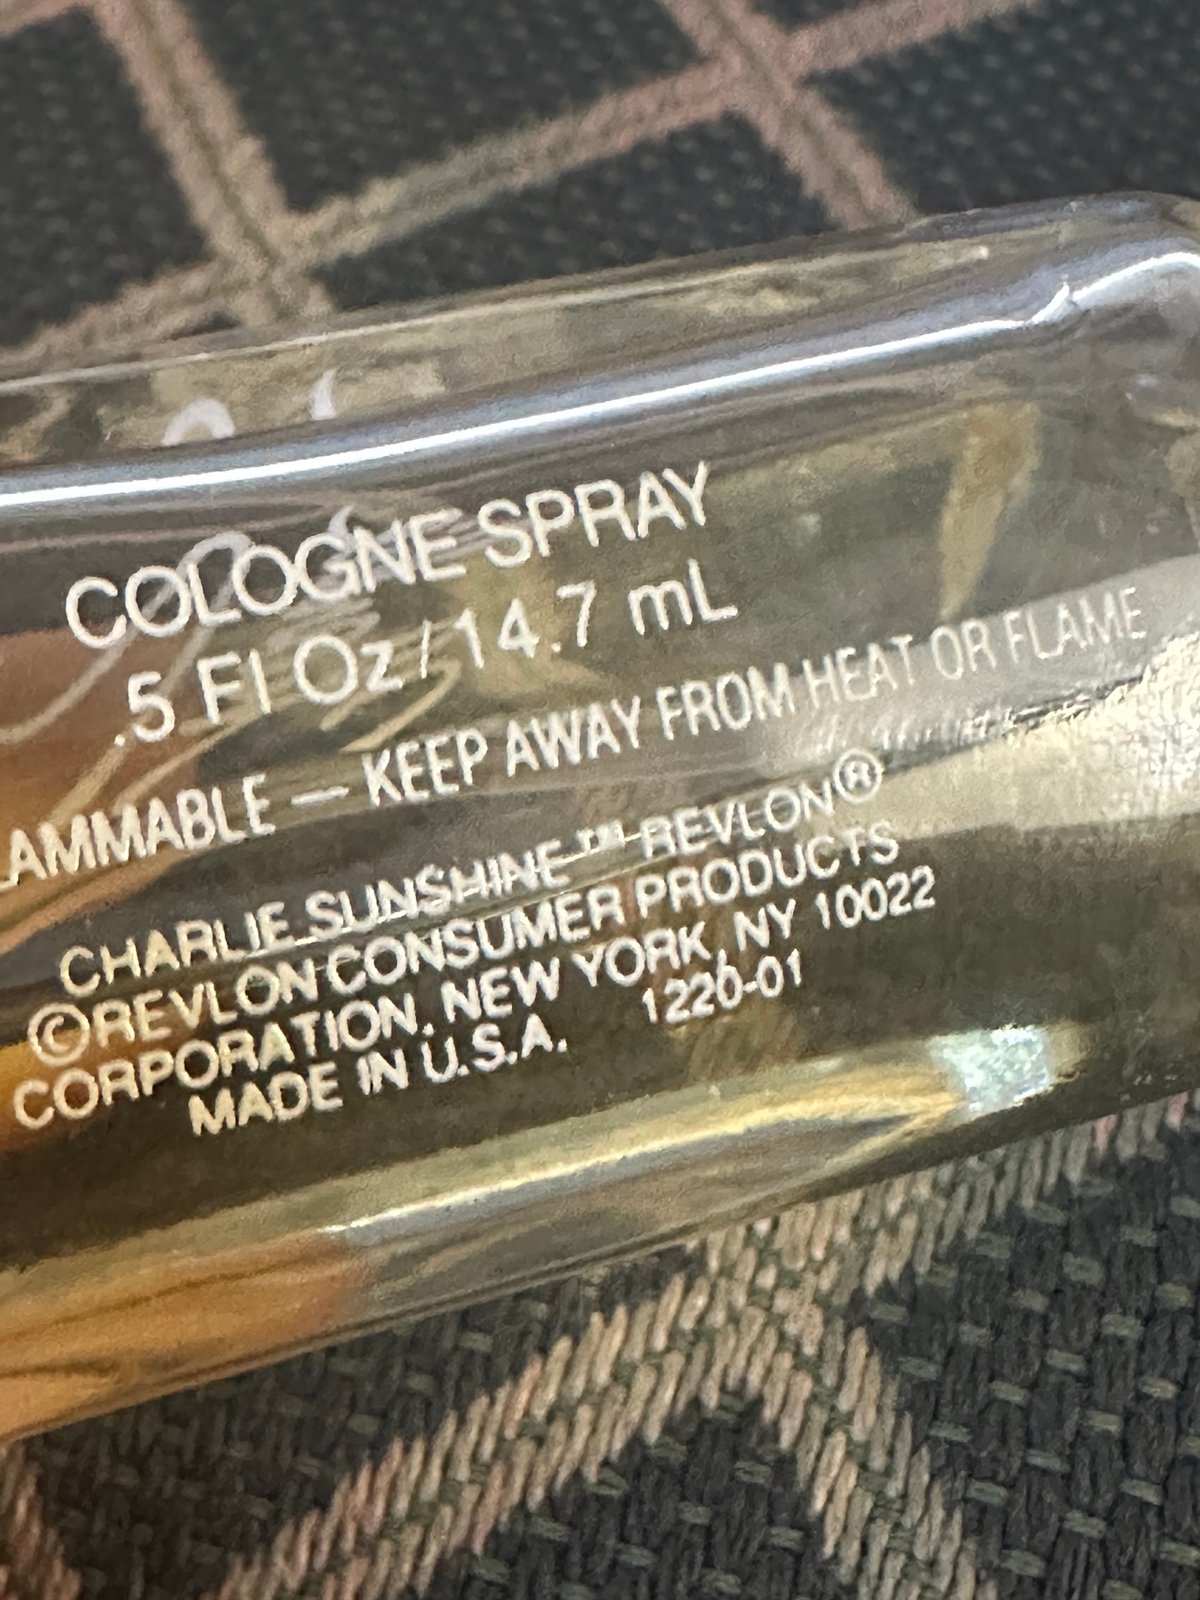 COLOGNE SPRAY
.5 Fl Oz/14.7 mL
LAMMABLE — KEEP AWAY FROM HEAT OR FLAME
CHARLIE SUNSHINE™ REVLON®
©REVLON CONSUMER PRODUCTS
CORPORATION, NEW YORK, NY 10022
MADE IN U.S.A. 1220-01